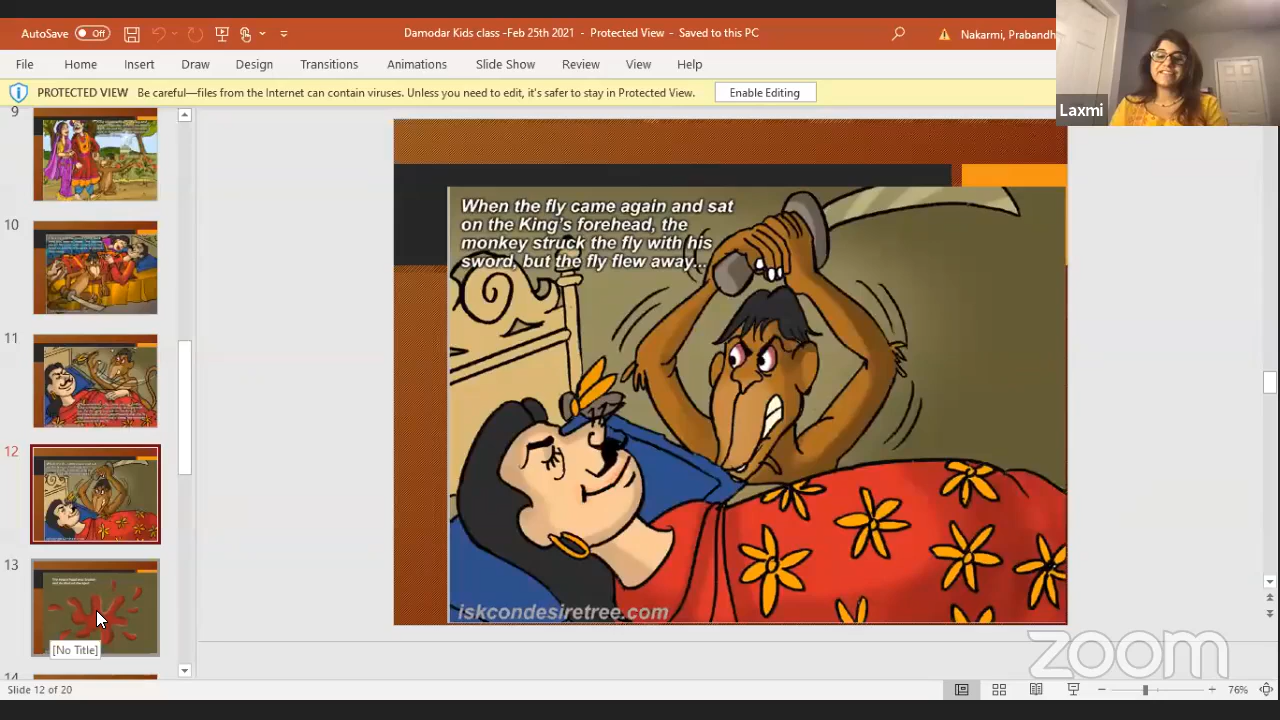 AutoSave Off
Damodar Kids class -Feb 25th 2021 - Protected View - Saved to this PC
Nakarmi, Prabandh
File Home Insert Draw Design Transitions Animations Slide Show Review View Help
PROTECTED VIEW Be careful—files from the Internet can contain viruses. Unless you need to edit, it's safer to stay in Protected View. Enable Editing
Laxmi
9
10
11
12
13
[No Title]
When the fly came again and sat
on the King's forehead, the
monkey struck the fly with his
sword, but the fly flew away...
iskcondesiretree.com
zoom
Slide 12 of 20
76%